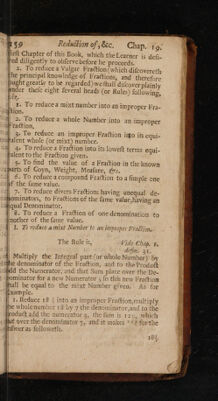 159 Reduction of, &c. Chap. 19.
first Chapter of this Book, which the Learner is desi-
red diligently to observe before he proceeds.
2. To reduce a Vulgar Fraction (which discovereth
the principal knowledge of Fractions, and therefore
ought greatly to be regarded) we shall discover plainly
under these eight several heads (or Rules) following,
1. To reduce a mixt number into an improper Fra-
ction.
2. To reduce a whole Number into an improper
Fraction.
3. To reduce an improper Fraction into its equi-
valent whole (or mixt) number.
4. To reduce a Fraction into its lowest terms equi-
valent to the Fraction given.
5. To find the value of a Fraction in the known
parts of Coyn, Weight, Measure, &c.
6. To reduce a compound Fraction to a simple one
of the same value.
7. To reduce divers Fractions having unequal de-
nominators, to Fractions of the same value, having an
equal Denominator.
8. To reduce a Fraction of one denomination to
another of the same value.
I. To reduce a mixt Number to an improper Fraction.
The Rule is, Vide Chap. 1.
defin. 21.
Multiply the Integral part (or whole Number) by
the denominator of the Fraction, and to the Product
add the Numerator, and that Sum place over the De-
nominator for a new Numerator, so this new Fraction
shall be equal to the mixt Number given. As for
Example.
1. Reduce 18 into an improper Fraction, multiply
the whole number 18 by 7 the denominator, and to the
product add the numerator the sum is
put over the denominator 7, and it makes for the
answer as followeth.